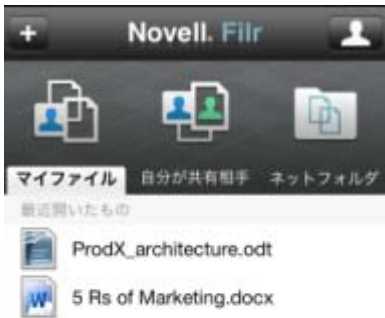 Novell. Filr
マイファイル 自分が共有相手 ネットフォルダ
最近開いたもの
ProdX_architecture.odt
5 Rs of Marketing.docx